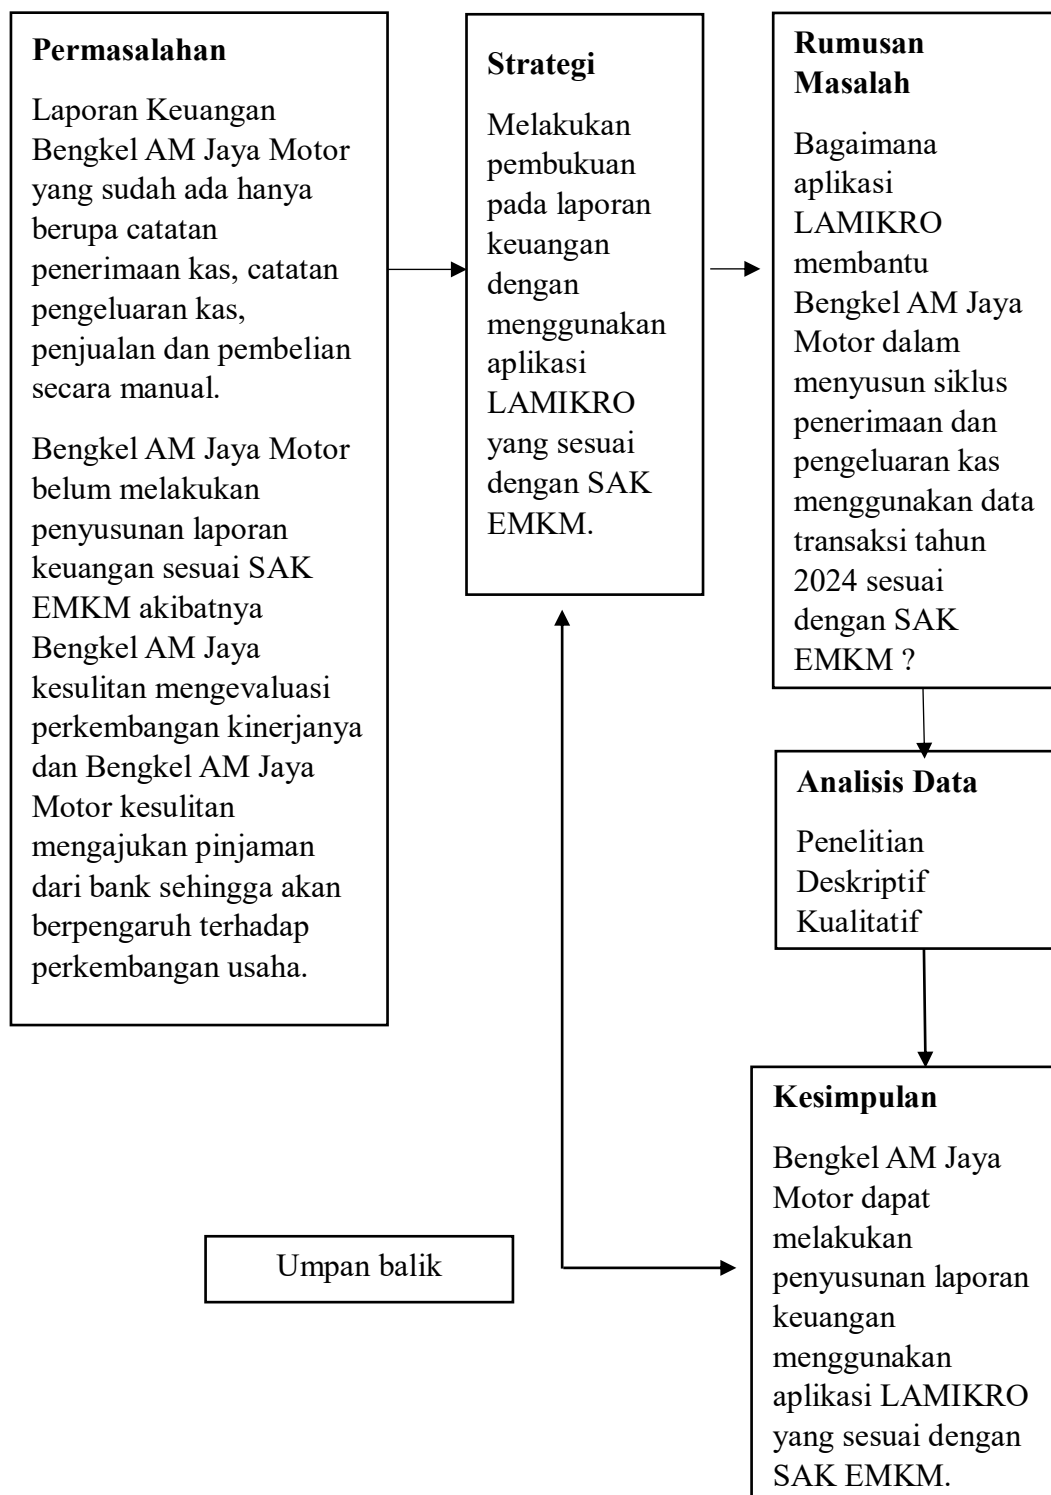 Permasalahan
Laporan Keuangan
Bengkel AM Jaya Motor
yang sudah ada hanya
berupa catatan
penerimaan kas, catatan
pengeluaran kas,
penjualan dan pembelian
secara manual.
Bengkel AM Jaya Motor
belum melakukan
penyusunan laporan
keuangan sesuai SAK
EMKM akibatnya
Bengkel AM Jaya
kesulitan mengevaluasi
perkembangan kinerjanya
dan Bengkel AM Jaya
Motor kesulitan
mengajukan pinjaman
dari bank sehingga akan
berpengaruh terhadap
perkembangan usaha.
Strategi
Melakukan
pembukuan
pada laporan
keuangan
dengan
menggunakan
aplikasi
LAMIKRO
yang sesuai
dengan SAK
EMKM.
Rumusan
Masalah
Bagaimana
aplikasi
LAMIKRO
membantu
Bengkel AM Jaya
Motor dalam
menyusun siklus
penerimaan dan
pengeluaran kas
menggunakan data
transaksi tahun
2024 sesuai
dengan SAK
EMKM ?
Analisis Data
Penelitian
Deskriptif
Kualitatif
Kesimpulan
Bengkel AM Jaya
Motor dapat
melakukan
penyusunan laporan
keuangan
menggunakan
aplikasi LAMIKRO
yang sesuai dengan
SAK EMKM.
Umpan balik